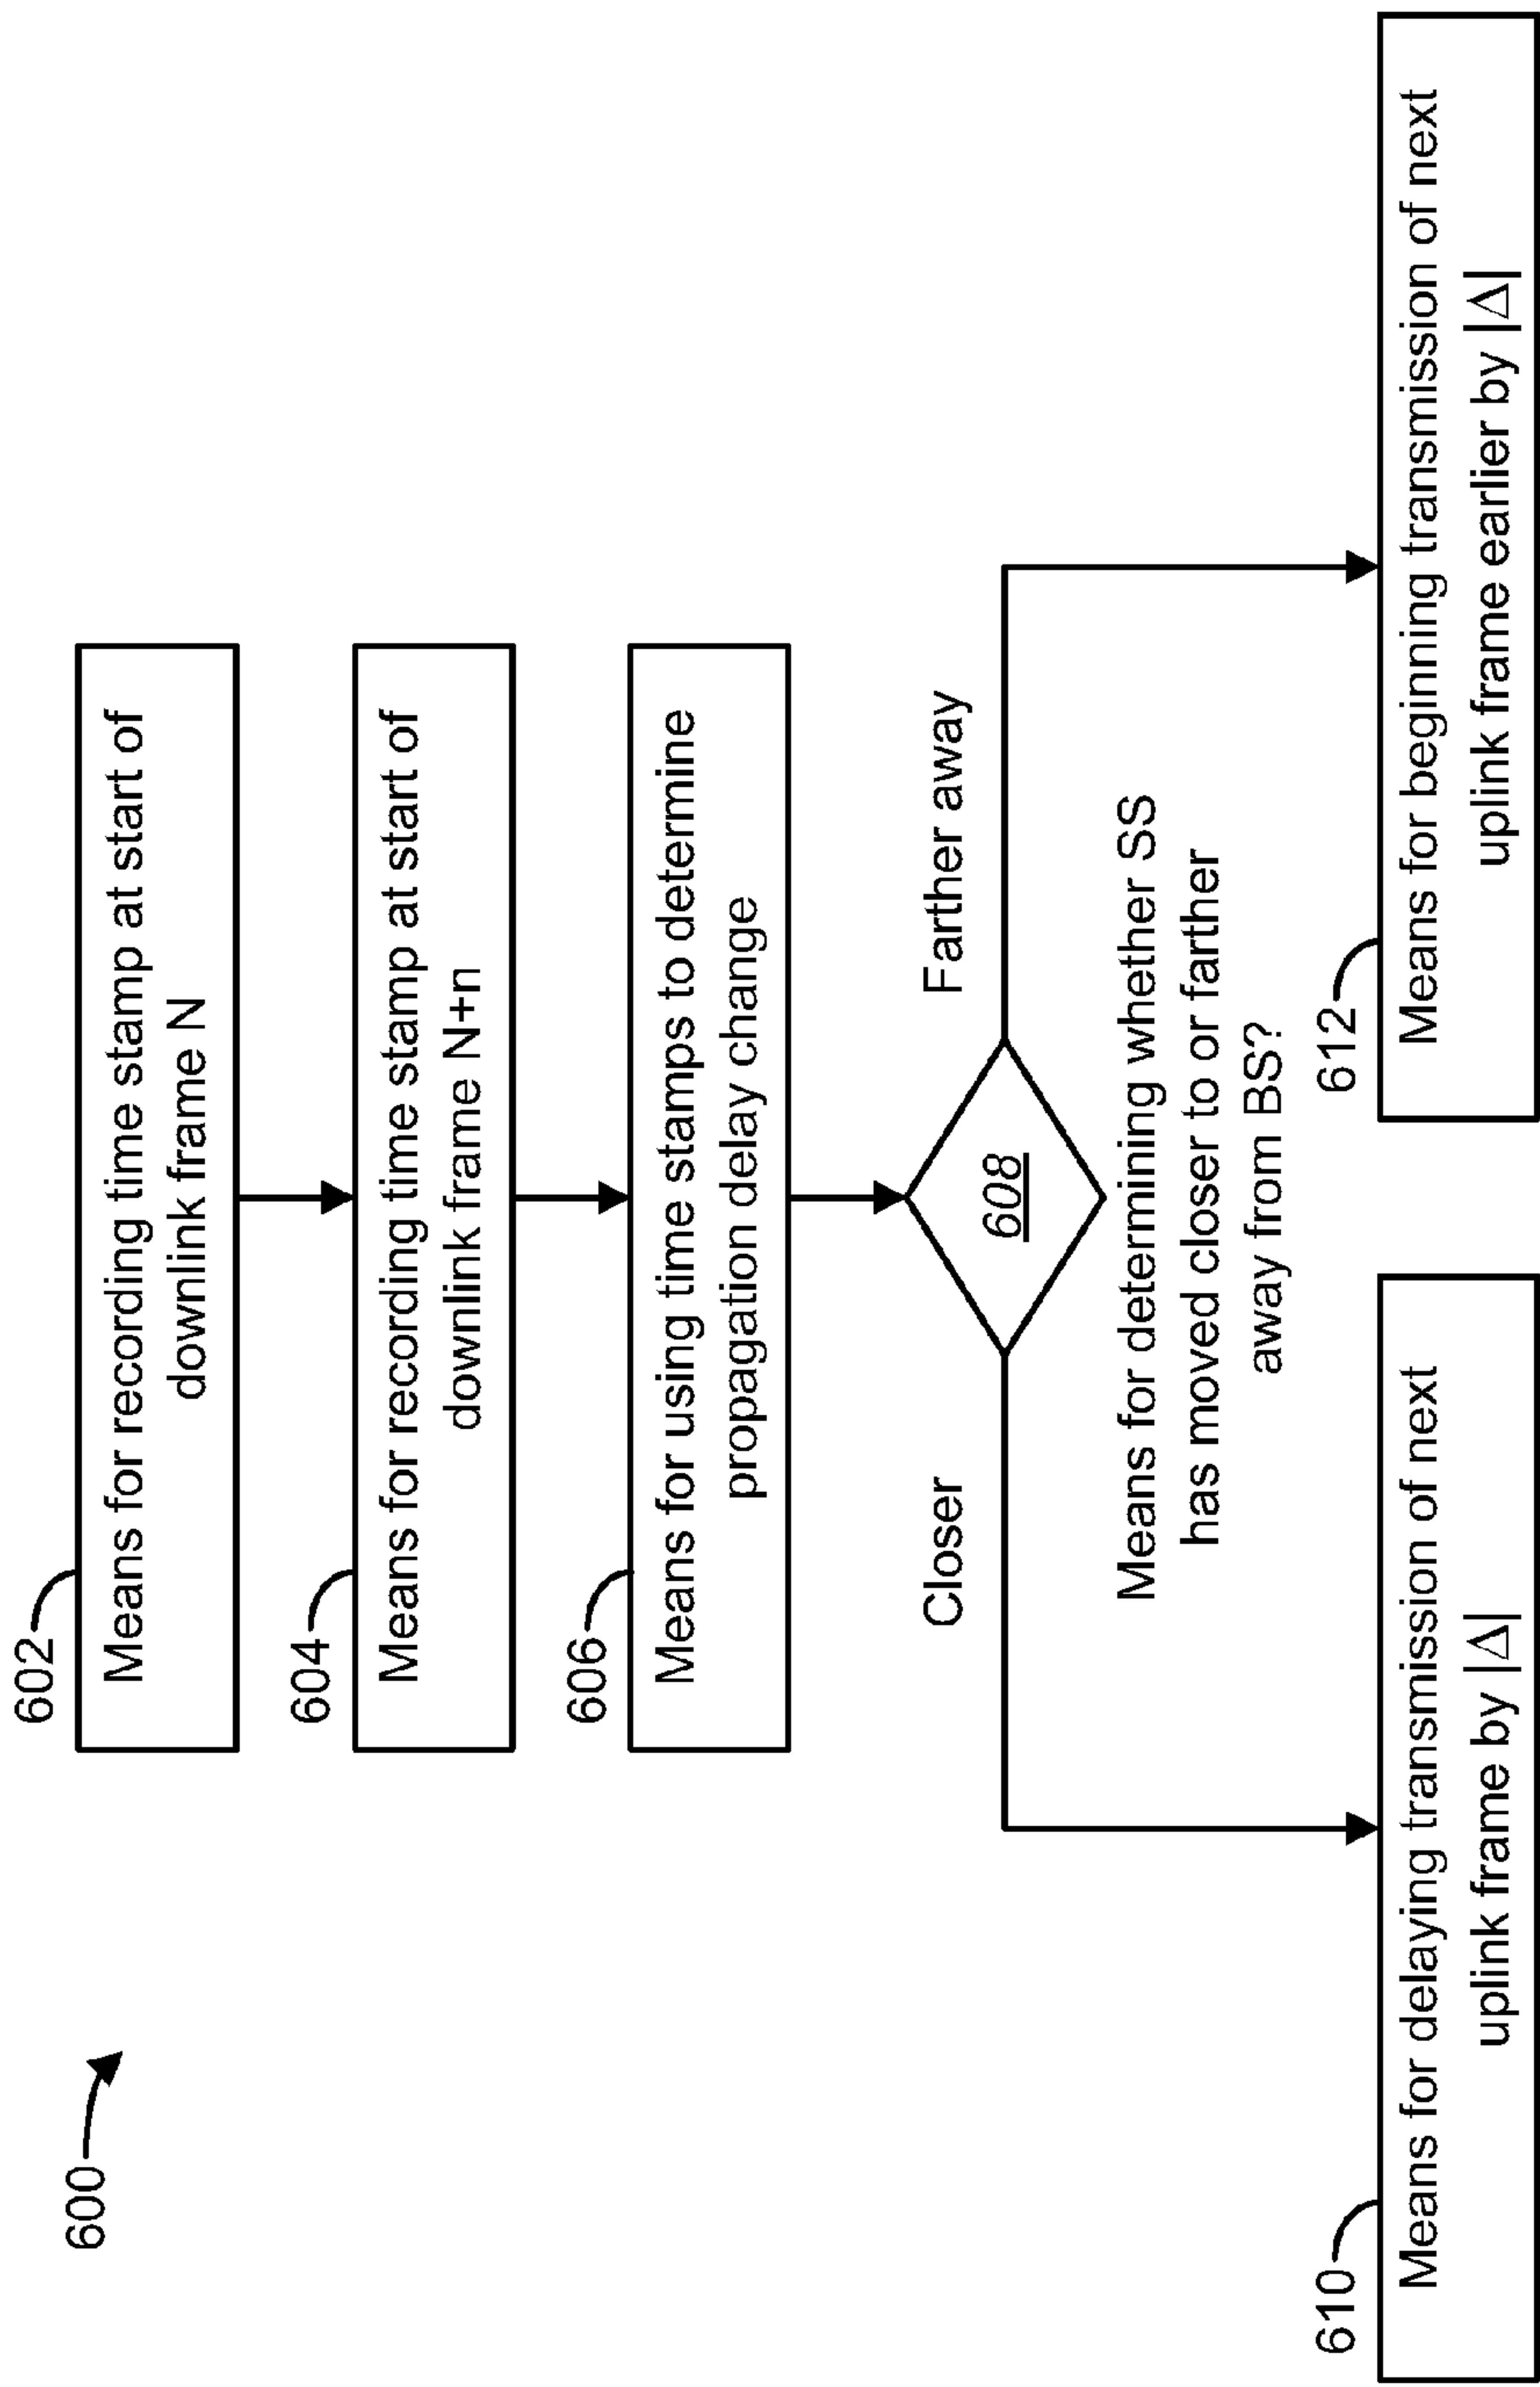 600
602
Means for recording time stamp at start of
downlink frame N
604
Means for recording time stamp at start of
downlink frame N+n
606
Means for using time stamps to determine
propagation delay change
Closer
608
Farther away
Means for determining whether SS
has moved closer to or farther
away from BS?
610
Means for delaying transmission of next
uplink frame by |Δ|
612
Means for beginning transmission of next
uplink frame earlier by |Δ|